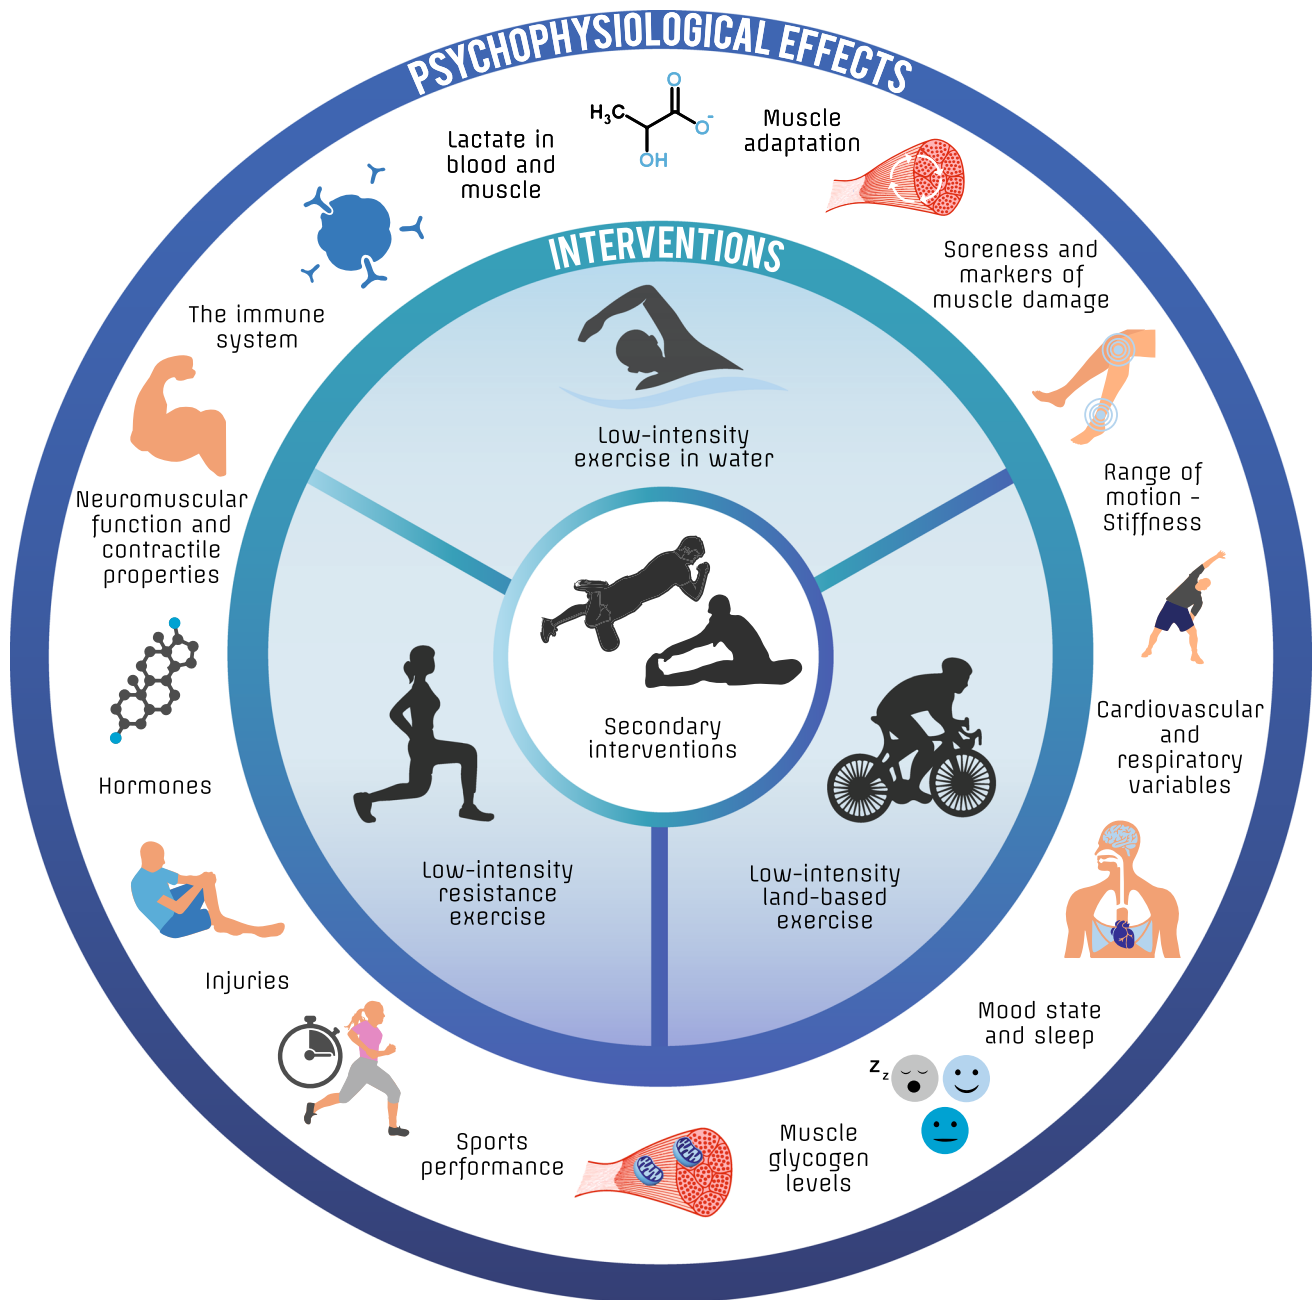 PSYCHOPHYSIOLOGICAL EFFECTS
Lactate in
blood and
muscle
H3C
O
O-
OH
Muscle
adaptation
Soreness and
markers of
muscle damage
Range of
motion -
Stiffness
Cardiovascular
and
respiratory
variables
Mood state
and sleep
Z z
Muscle
glycogen
levels
Sports
performance
Injuries
Hormones
Neuromuscular
function and
contractile
properties
The immune
system
INTERVENTIONS
Low-intensity
exercise in water
Low-intensity
land-based
exercise
Low-intensity
resistance
exercise
Secondary
interventions